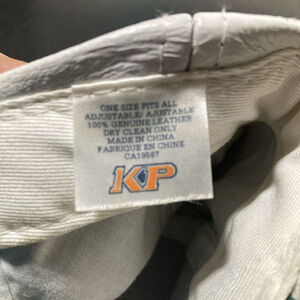 ONE SIZE FITS ALL
ADJUSTABLE/ AJUSTABLE
100% GENUINE LEATHER
DRY CLEAN ONLY
MADE IN CHINA
FABRIQUE EN CHINE
CA19587
KP